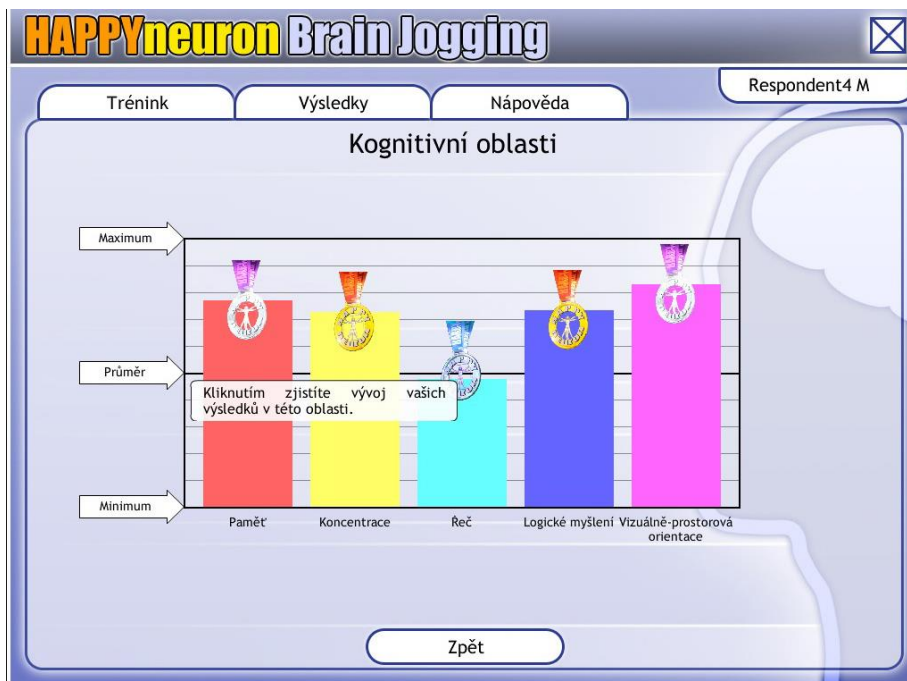 HAPPYneuron Brain Jogging
Respondent4 M
Trénink
Výsledky
Nápověda
Kognitivní oblasti
Maximum
Průměr
Kliknutím zjistíte vývoj vašich
výsledků v této oblasti.
Minimum
Paměť
Koncentrace
Řeč
Logické myšlení
Vizuálně-prostorová
orientace
Zpět